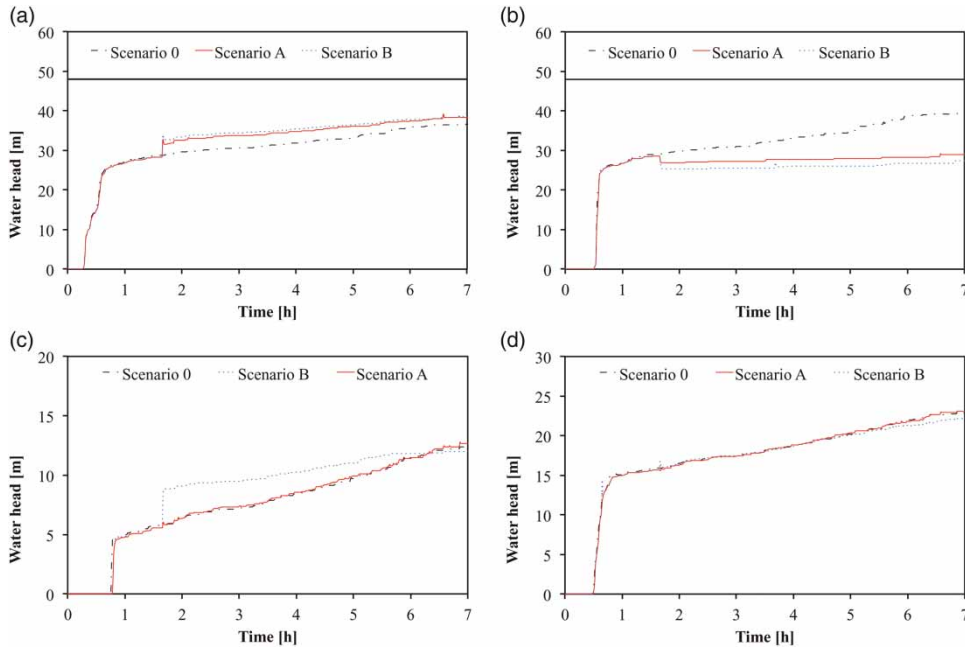 (a)
60
50
40
30
20
10
0
Water head [m]
Scenario 0 Scenario A Scenario B
0 1 2 3 4 5 6 7
Time [h]
(b)
60
50
40
30
20
10
0
Water head [m]
Scenario 0 Scenario A Scenario B
0 1 2 3 4 5 6 7
Time [h]
(c)
20
15
10
5
0
Water head [m]
Scenario 0 Scenario B Scenario A
0 1 2 3 4 5 6 7
Time [h]
(d)
30
25
20
15
10
5
0
Water head [m]
Scenario 0 Scenario A Scenario B
0 1 2 3 4 5 6 7
Time [h]